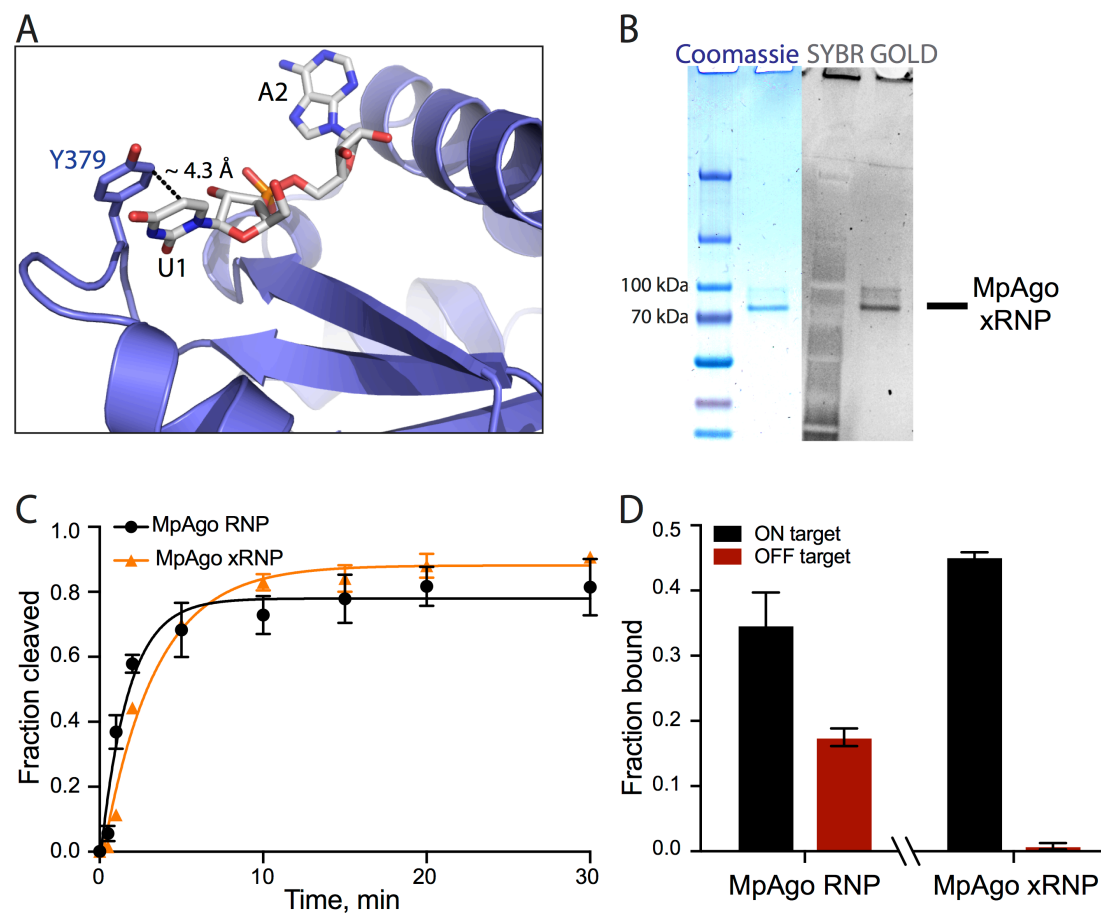 A
A2
Y379
~ 4.3 Å
U1
B
Coomassie SYBR GOLD
100 kDa
70 kDa
MpAgo
xRNP
C
MpAgo RNP
MpAgo xRNP
Fraction cleaved
1.0
0.8
0.6
0.4
0.2
0.0
0 10 20 30
Time, min
D
ON target
OFF target
Fraction bound
0.5
0.4
0.3
0.2
0.1
0.0
MpAgo RNP
MpAgo xRNP